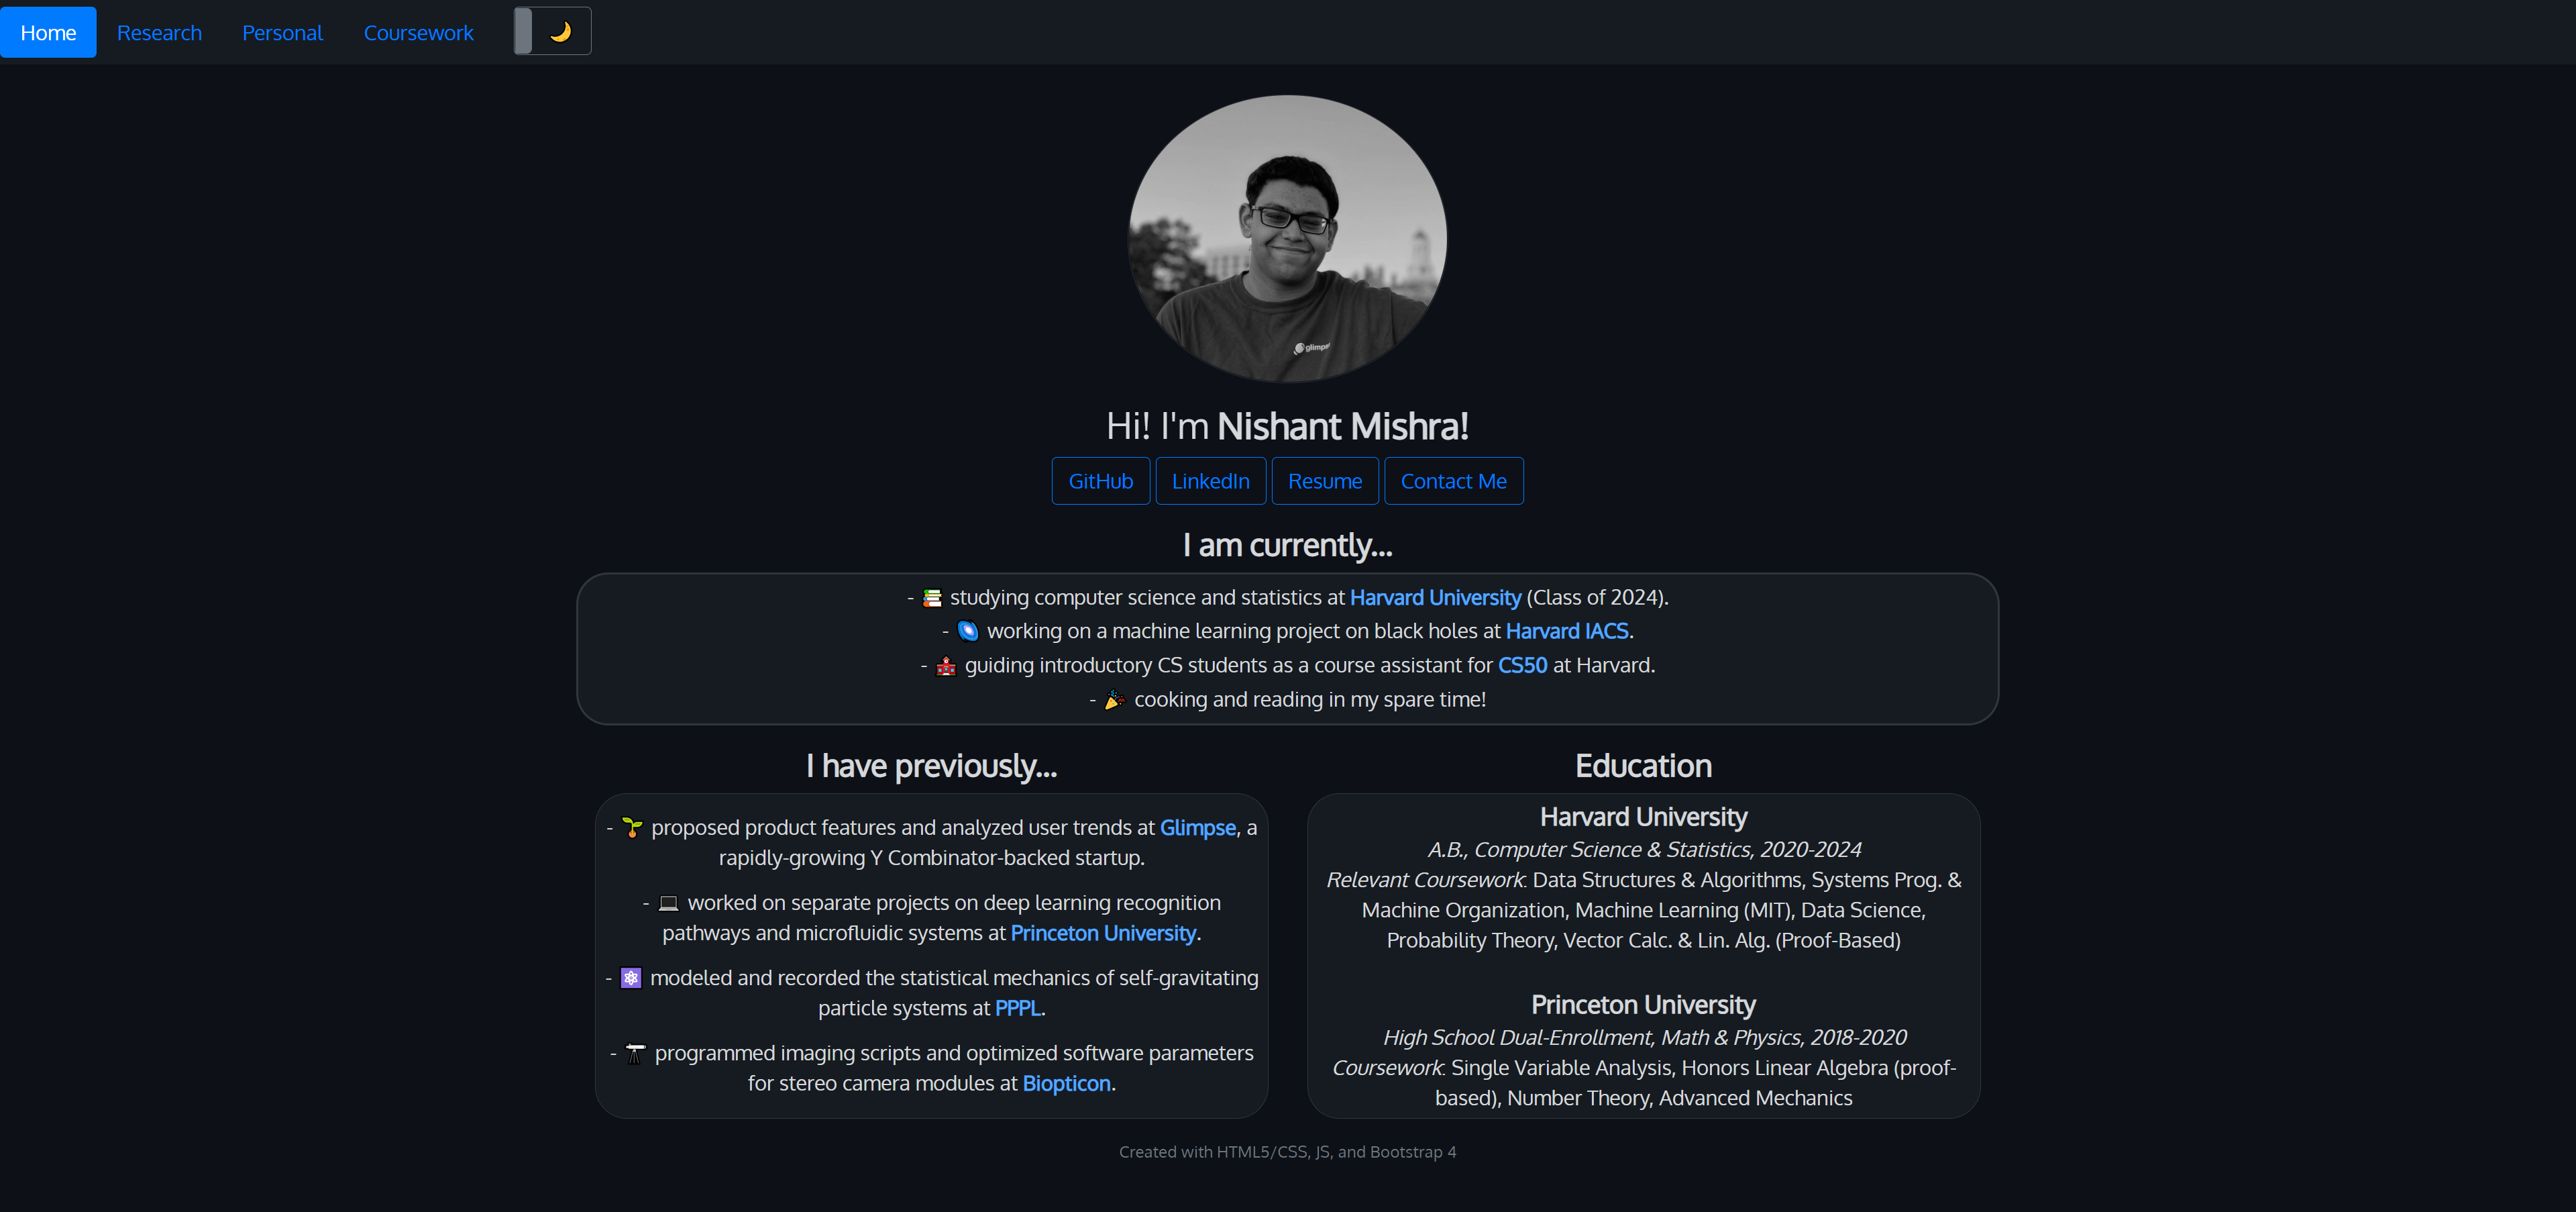 Home Research Personal Coursework
glimpse
Hi! I'm Nishant Mishra!
GitHub LinkedIn Resume Contact Me
I am currently...
- 📚 studying computer science and statistics at Harvard University (Class of 2024).
- 🌌 working on a machine learning project on black holes at Harvard IACS.
- 🏫 guiding introductory CS students as a course assistant for CS50 at Harvard.
- 🎉 cooking and reading in my spare time!
I have previously...
- 🌱 proposed product features and analyzed user trends at Glimpse, a
rapidly-growing Y Combinator-backed startup.
- 💻 worked on separate projects on deep learning recognition
pathways and microfluidic systems at Princeton University.
- ⚛️ modeled and recorded the statistical mechanics of self-gravitating
particle systems at PPPL.
- 🔭 programmed imaging scripts and optimized software parameters
for stereo camera modules at Biopticon.
Education
Harvard University
A.B., Computer Science & Statistics, 2020-2024
Relevant Coursework: Data Structures & Algorithms, Systems Prog. &
Machine Organization, Machine Learning (MIT), Data Science,
Probability Theory, Vector Calc. & Lin. Alg. (Proof-Based)
Princeton University
High School Dual-Enrollment, Math & Physics, 2018-2020
Coursework: Single Variable Analysis, Honors Linear Algebra (proof-
based), Number Theory, Advanced Mechanics
Created with HTML5/CSS, JS, and Bootstrap 4